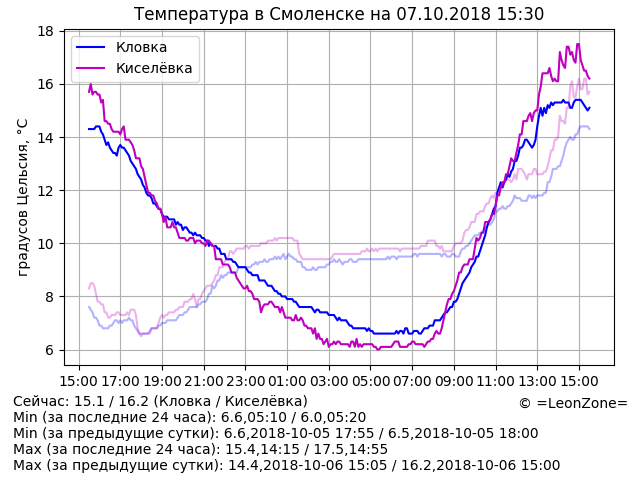 Температура в Смоленске на 07.10.2018 15:30
Кловка
Киселёвка
градусов Цельсия, °C
18
16
14
12
10
8
6
15:00 17:00 19:00 21:00 23:00 01:00 03:00 05:00 07:00 09:00 11:00 13:00 15:00
Сейчас: 15.1 / 16.2 (Кловка / Киселёвка)
© =LeonZone=
Min (за последние 24 часа): 6.6,05:10 / 6.0,05:20
Min (за предыдущие сутки): 6.6,2018-10-05 17:55 / 6.5,2018-10-05 18:00
Max (за последние 24 часа): 15.4,14:15 / 17.5,14:55
Max (за предыдущие сутки): 14.4,2018-10-06 15:05 / 16.2,2018-10-06 15:00